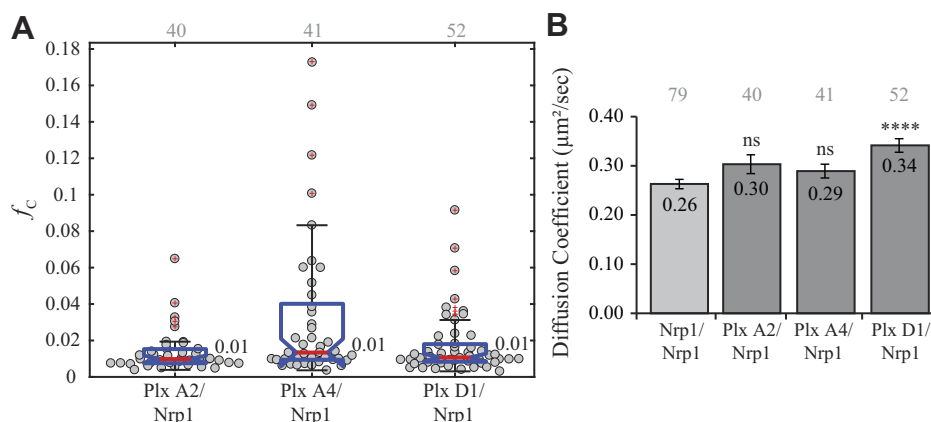 A
40 41 52
0.18
0.16
0.14
0.12
0.1
0.08
0.06
0.04
0.02
0
fC
0.01
0.01
0.01
Plx A2/
Nrp1
Plx A4/
Nrp1
Plx D1/
Nrp1
B
79 40 41 52
Diffusion Coefficient (µm²/sec)
0.40
0.30
0.20
0.10
0.00
ns
ns
****
0.26
0.30
0.29
0.34
Nrp1/
Nrp1
Plx A2/
Nrp1
Plx A4/
Nrp1
Plx D1/
Nrp1